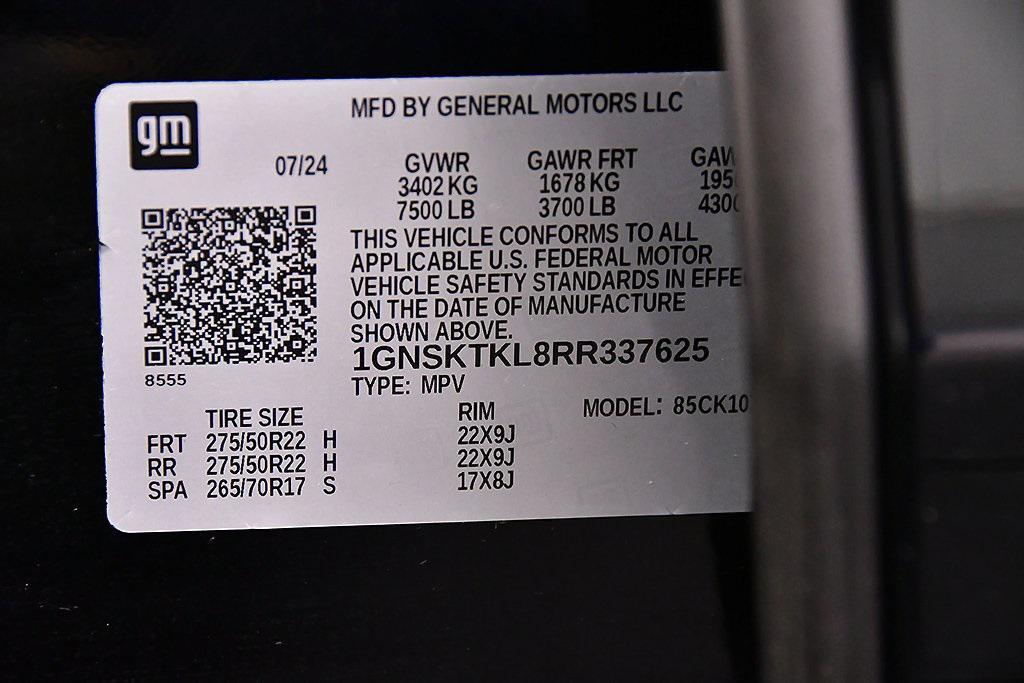 gm
MFD BY GENERAL MOTORS LLC
07/24 GVWR GAWR FRT
3402 KG 1678 KG
7500 LB 3700 LB
THIS VEHICLE CONFORMS TO ALL
APPLICABLE U.S. FEDERAL MOTOR
VEHICLE SAFETY STANDARDS IN
ON THE DATE OF MANUFACTURE
SHOWN ABOVE.
1GNSKTKL8RR337625
8555
TYPE: MPV
TIRE SIZE RIM MODEL: 85CK10
FRT 275/50R22 H 22X9J
RR 275/50R22 H 22X9J
SPA 265/70R17 S 17X8J